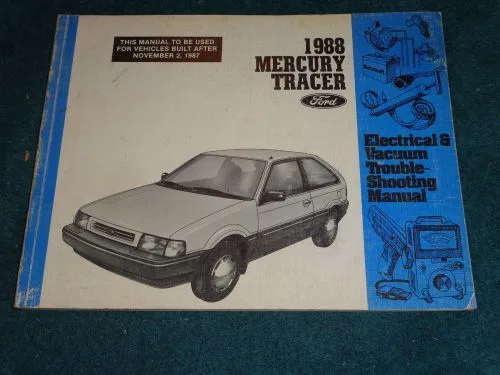 THIS MANUAL TO BE USED
FOR VEHICLES BUILT AFTER
NOVEMBER 2, 1987
1988
MERCURY
TRACER
Ford
Electrical &
Vacuum
Trouble-
Shooting
Manual